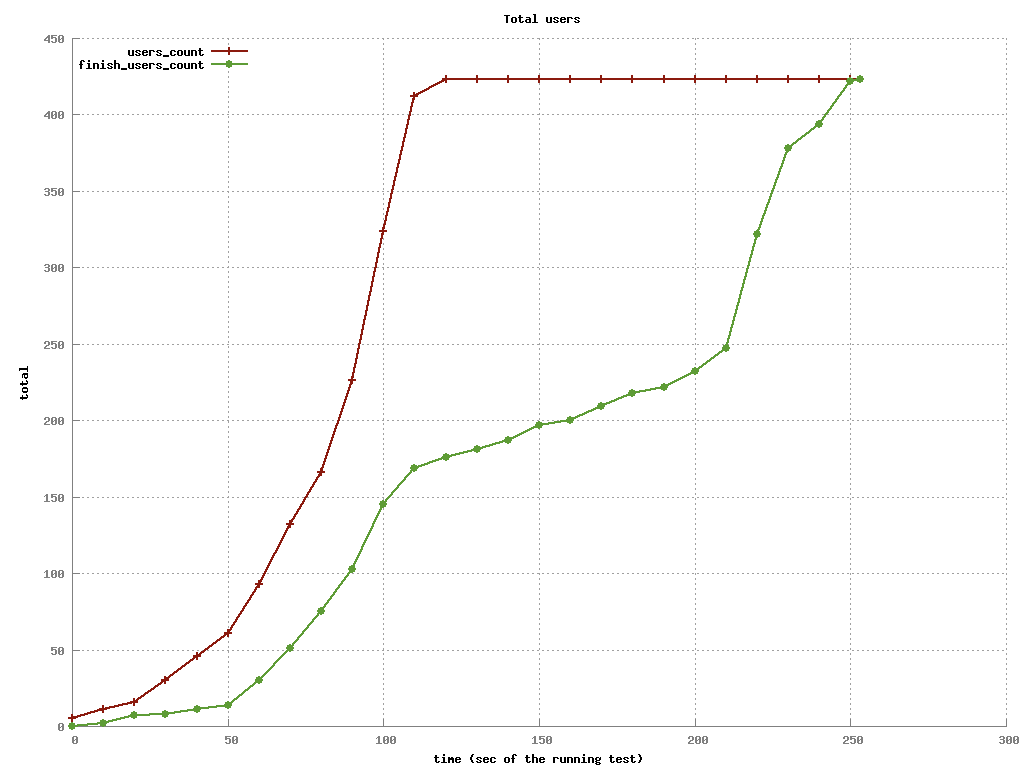 Total users
users_count
finish_users_count
450
400
350
300
250
200
150
100
50
0
total
0 50 100 150 200 250 300
time (sec of the running test)